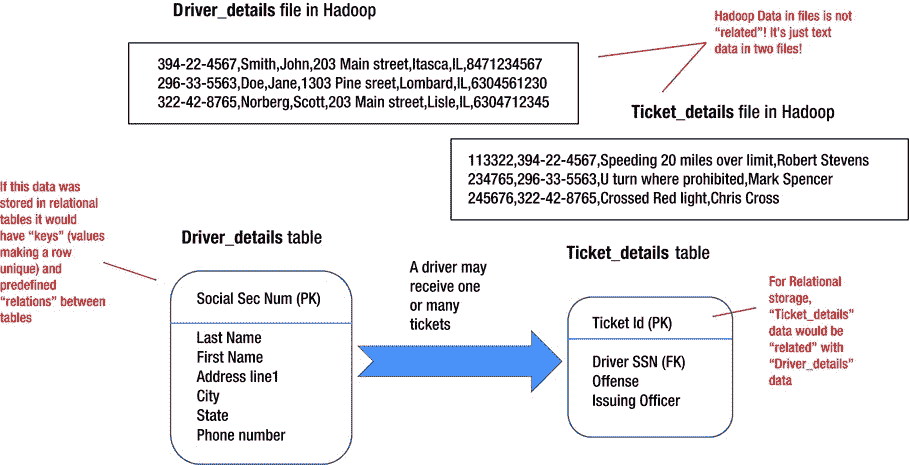 Driver_details file in Hadoop
394-22-4567,Smith,John,203 Main street,Itasca,IL,8471234567
296-33-5563,Doe,Jane,1303 Pine sreet,Lombard,IL,6304561230
322-42-8765,Norberg,Scott,203 Main street,Lisle,IL,6304712345
Hadoop Data in files is not
“related”! It's just text
data in two files!
Ticket_details file in Hadoop
113322,394-22-4567,Speeding 20 miles over limit,Robert Stevens
234765,296-33-5563,U turn where prohibited,Mark Spencer
245676,322-42-8765,Crossed Red light,Chris Cross
If this data was
stored in relational
tables it would
have “keys” (values
making a row
unique) and
predefined
“relations” between
tables
Driver_details table
Social Sec Num (PK)
Last Name
First Name
Address line1
City
State
Phone number
A driver may
receive one
or many
tickets
Ticket_details table
Ticket Id (PK)
Driver SSN (FK)
Offense
Issuing Officer
For Relational
storage,
“Ticket_details”
data would be
“related” with
“Driver_details”
data